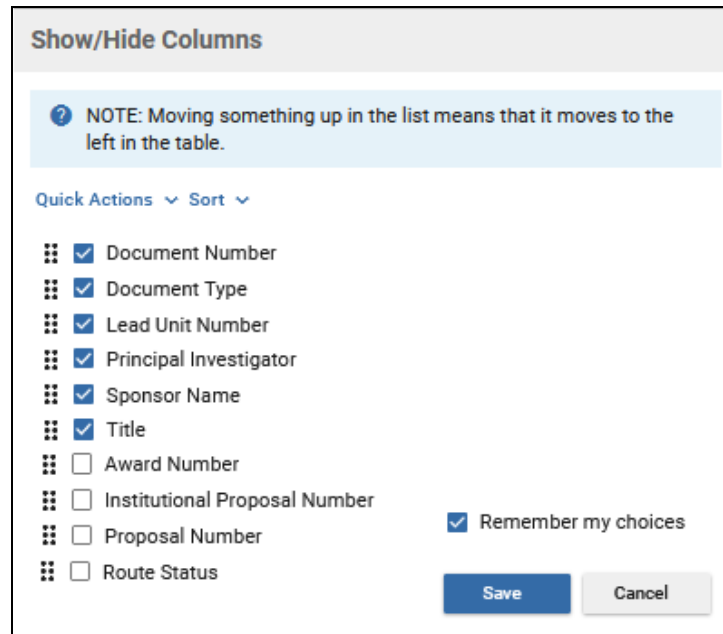 Show/Hide Columns
NOTE: Moving something up in the list means that it moves to the
left in the table.
Quick Actions Sort
Document Number
Document Type
Lead Unit Number
Principal Investigator
Sponsor Name
Title
Award Number
Institutional Proposal Number
Proposal Number
Route Status
Remember my choices
Save Cancel